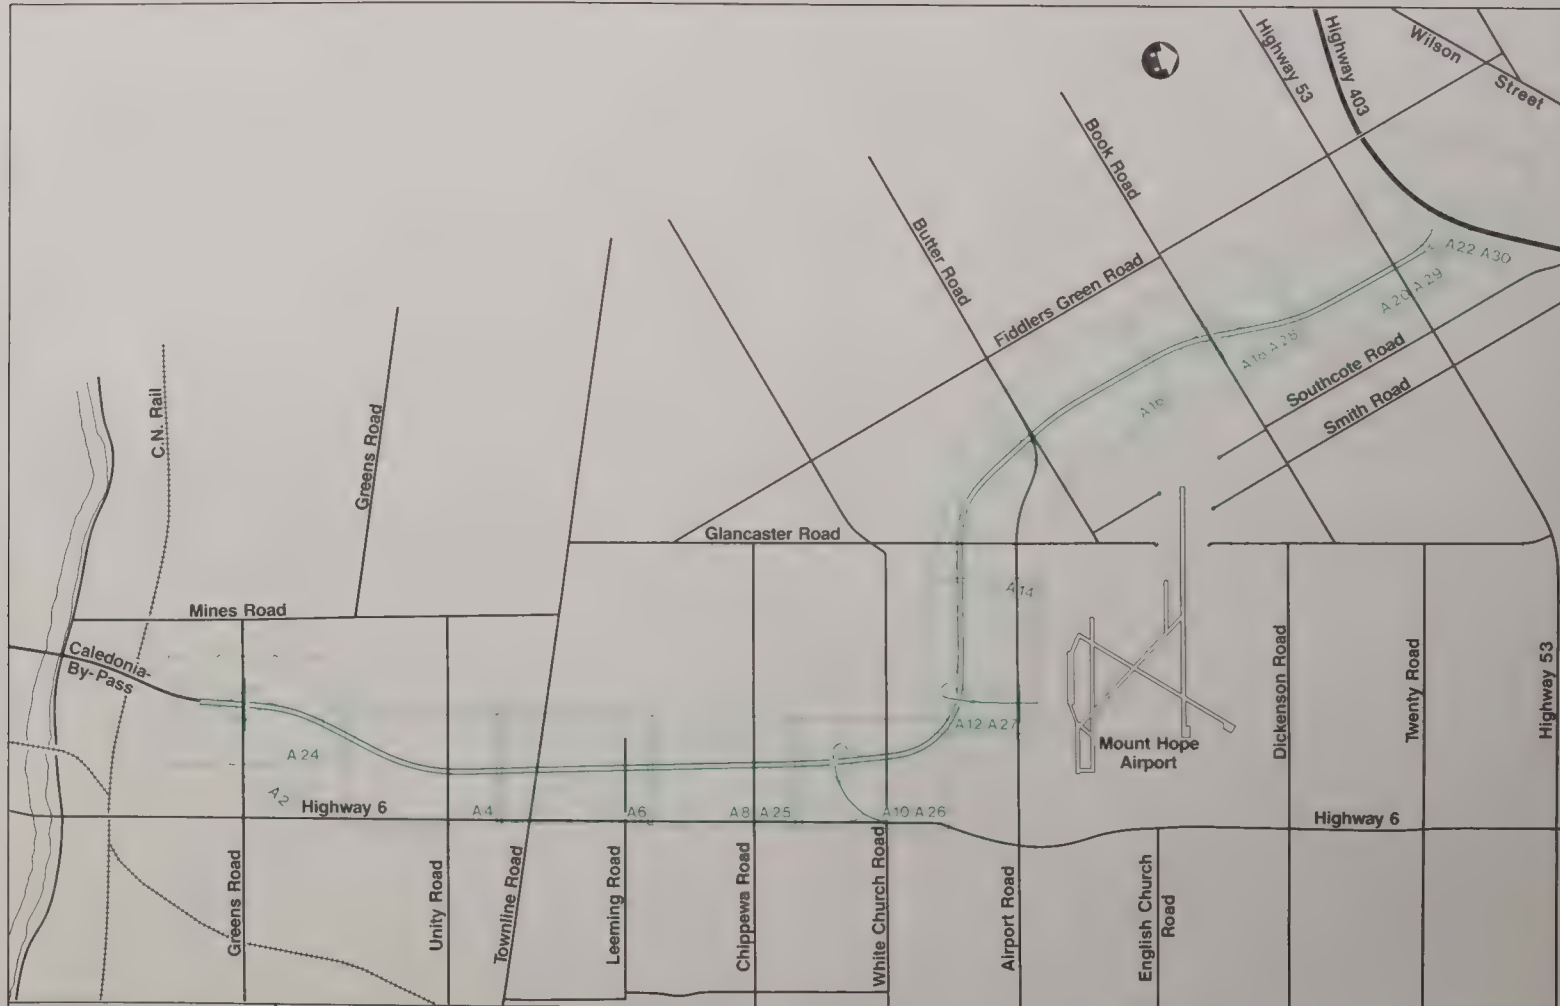 Highway 53
Highway 403
Wilson
Street
Book Road
Butter Road
Fiddlers Green Road
A22 A30
A20 A29
A18 A28
Southcote Road
Smith Road
A16
C.N. Rail
Greens Road
Glancaster Road
A14
Mines Road
Caledonia-
By-Pass
A12 A27
Mount Hope
Airport
Dickenson Road
Twenty Road
Highway 53
A24
A2
Highway 6
A4
A6
A8 A25
A10 A26
Highway 6
Greens Road
Unity Road
Townline Road
Leeming Road
Chippewa Road
White Church Road
Airport Road
English Church
Road